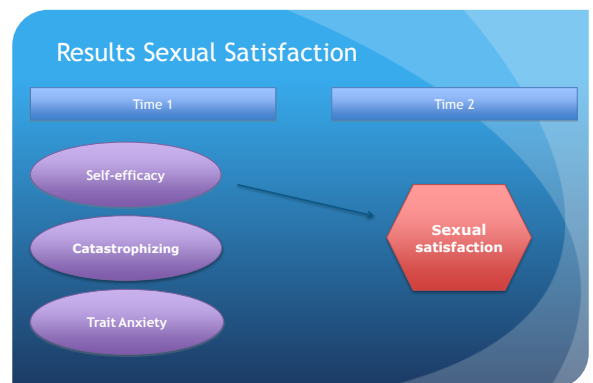 Results Sexual Satisfaction
Time 1
Time 2
Self-efficacy
Catastrophizing
Trait Anxiety
Sexual
satisfaction